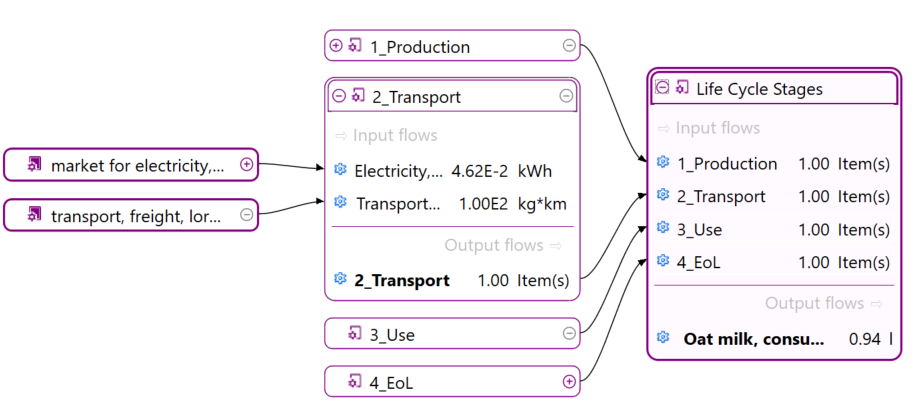 1_Production
2_Transport
Input flows
Electricity,... 4.62E-2 kWh
Transport... 1.00E2 kg*km
Output flows
2_Transport 1.00 Item(s)
market for electricity,...
transport, freight, lor...
3_Use
4_EoL
Life Cycle Stages
Input flows
1_Production 1.00 Item(s)
2_Transport 1.00 Item(s)
3_Use 1.00 Item(s)
4_EoL 1.00 Item(s)
Output flows
Oat milk, consu... 0.94 l